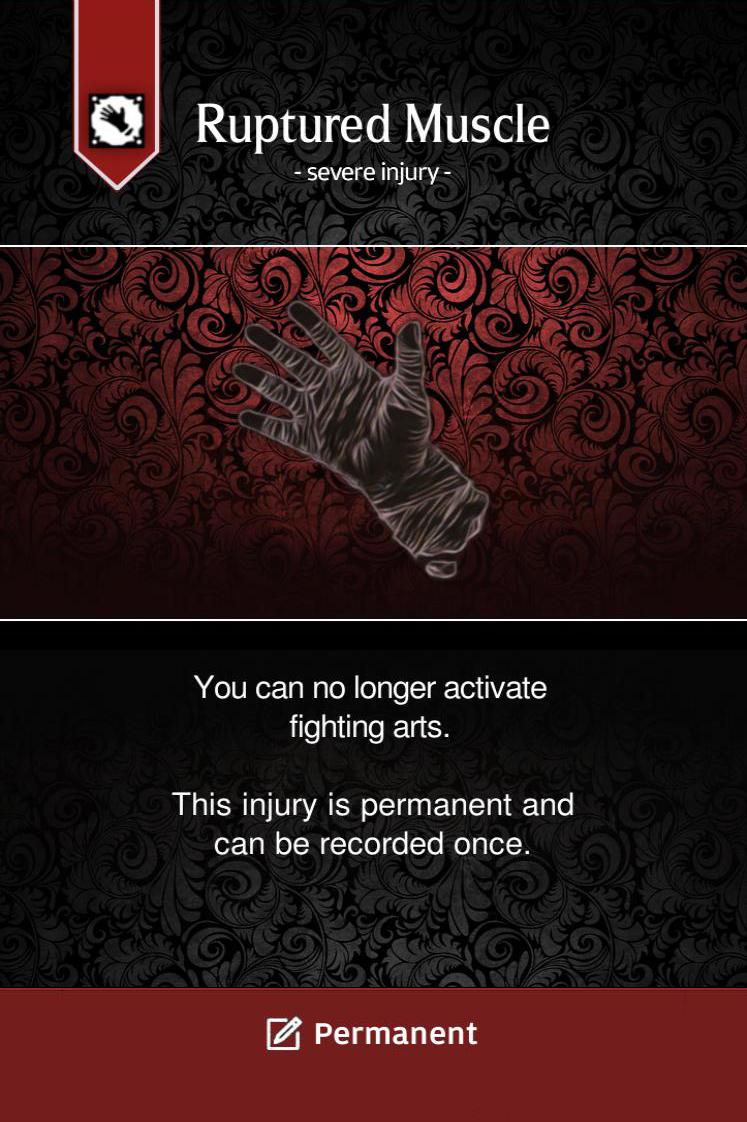 Ruptured Muscle
- severe injury -
You can no longer activate
fighting arts.
This injury is permanent and
can be recorded once.
Permanent